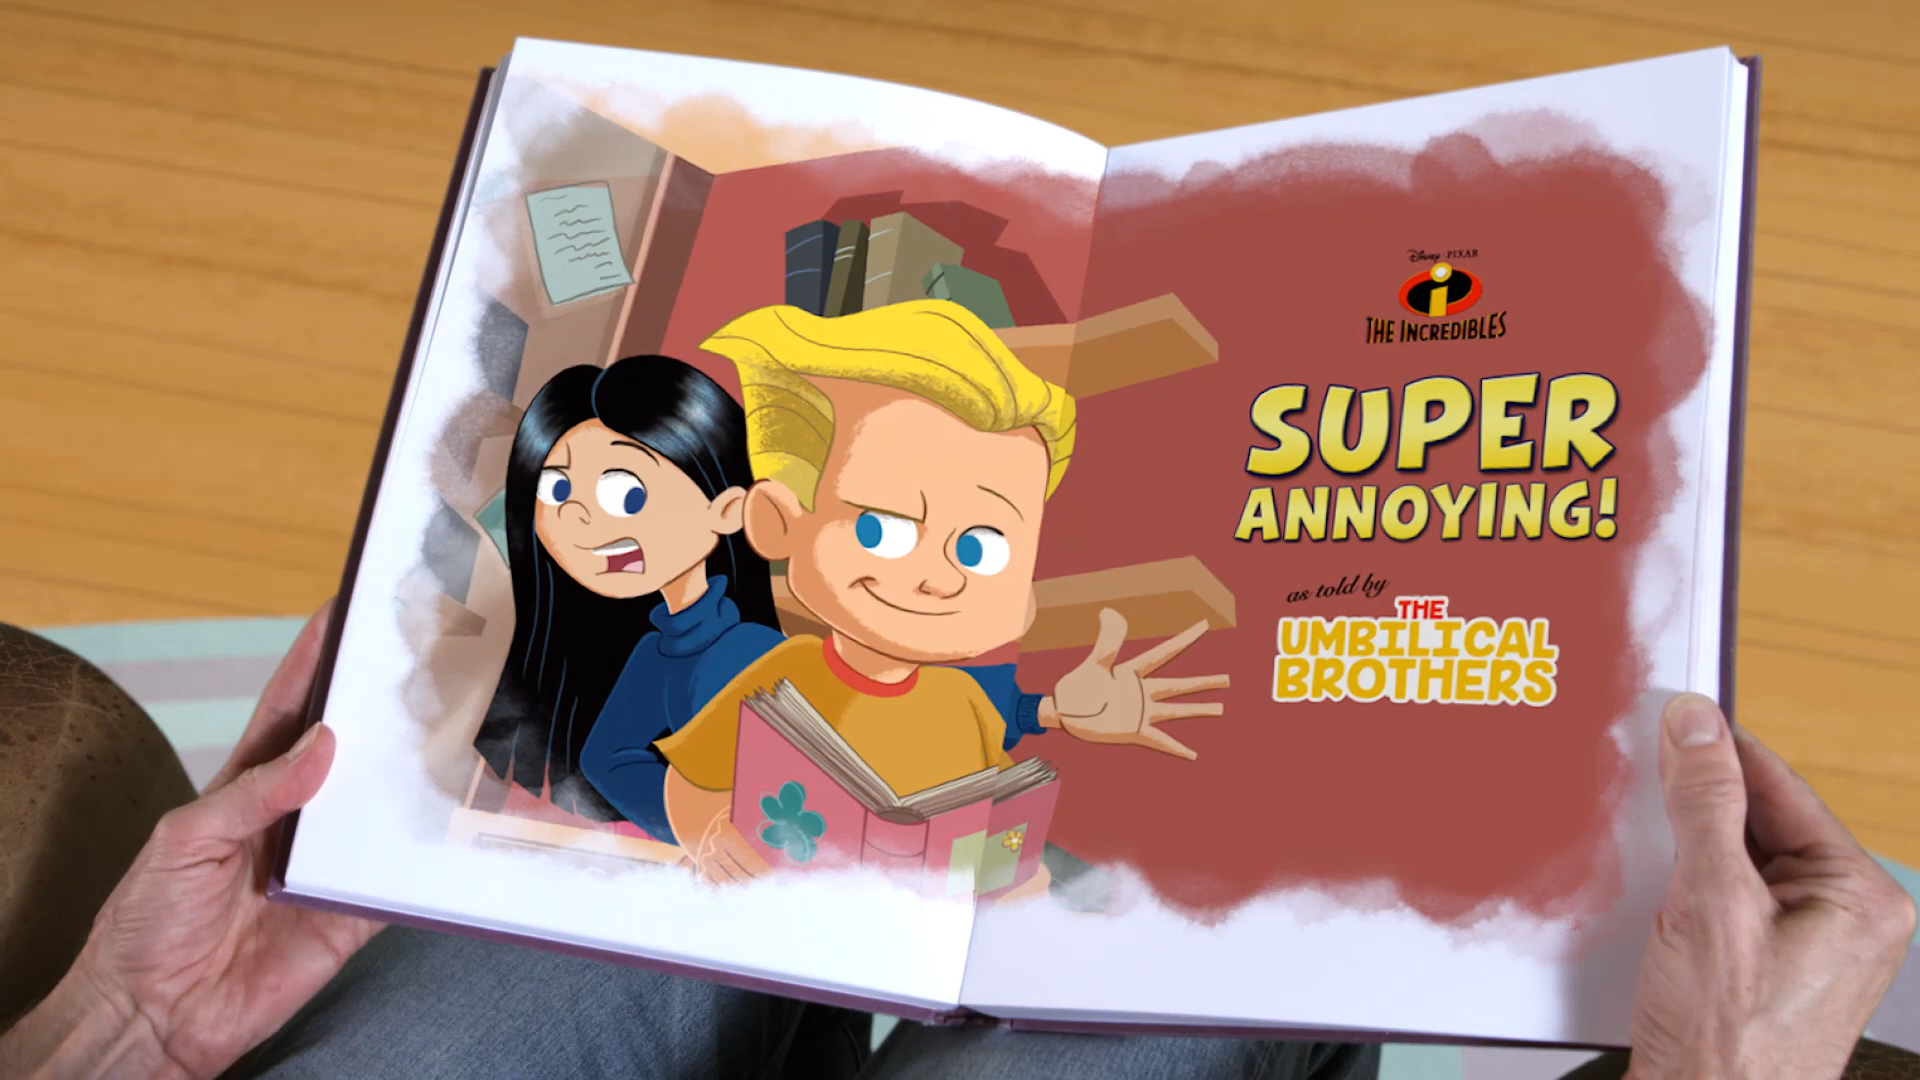 Disney · PIXAR
THE INCREDIBLES
SUPER
ANNOYING!
as told by
THE
UMBILICAL
BROTHERS